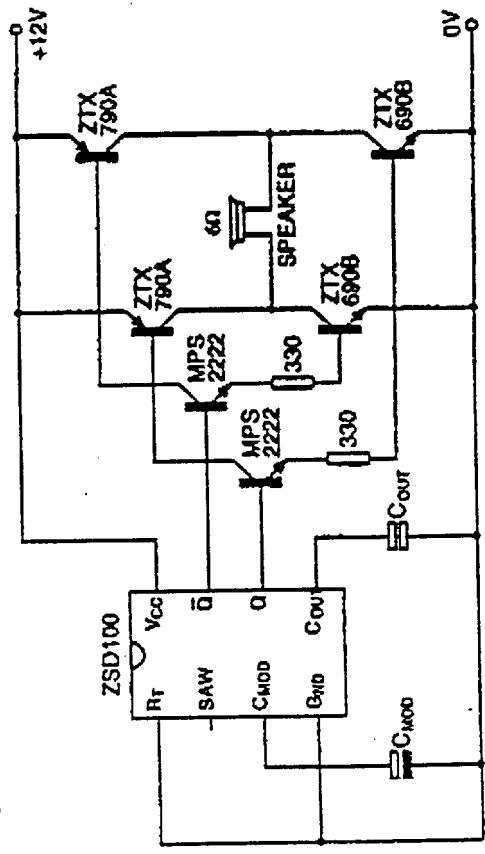 +12V
0V
ZTX
790A
ZTX
690B
6Ω
SPEAKER
ZTX
790A
ZTX
690B
MPS
2222
330
MPS
2222
330
ZSD100
VCC
Q̅
Q
COUT
RT
SAW
CMOD
GND
COUT
CMOD